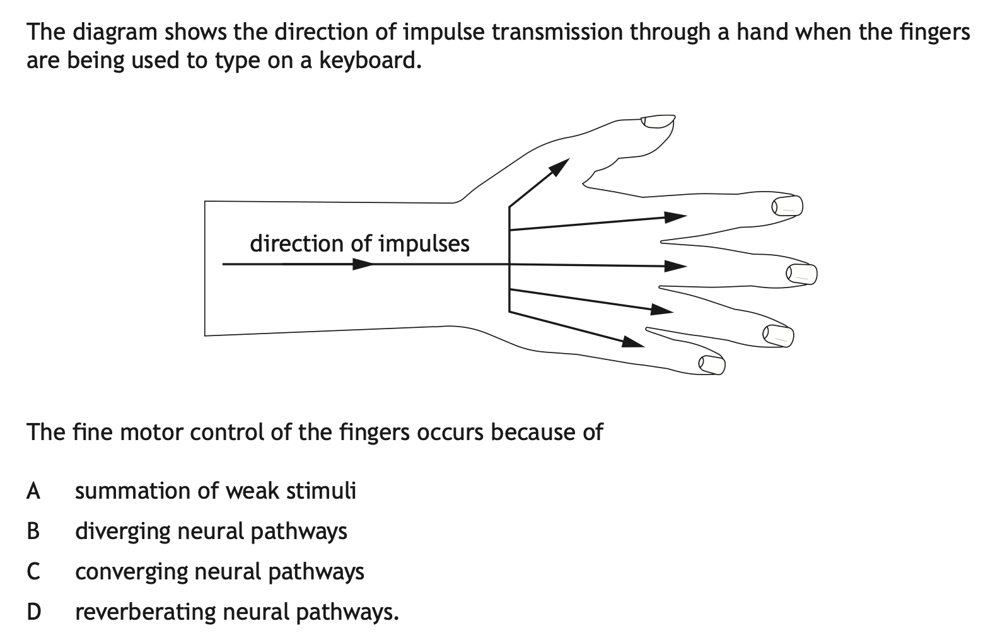 The diagram shows the direction of impulse transmission through a hand when the fingers
are being used to type on a keyboard.
direction of impulses
The fine motor control of the fingers occurs because of
A summation of weak stimuli
B diverging neural pathways
C converging neural pathways
D reverberating neural pathways.